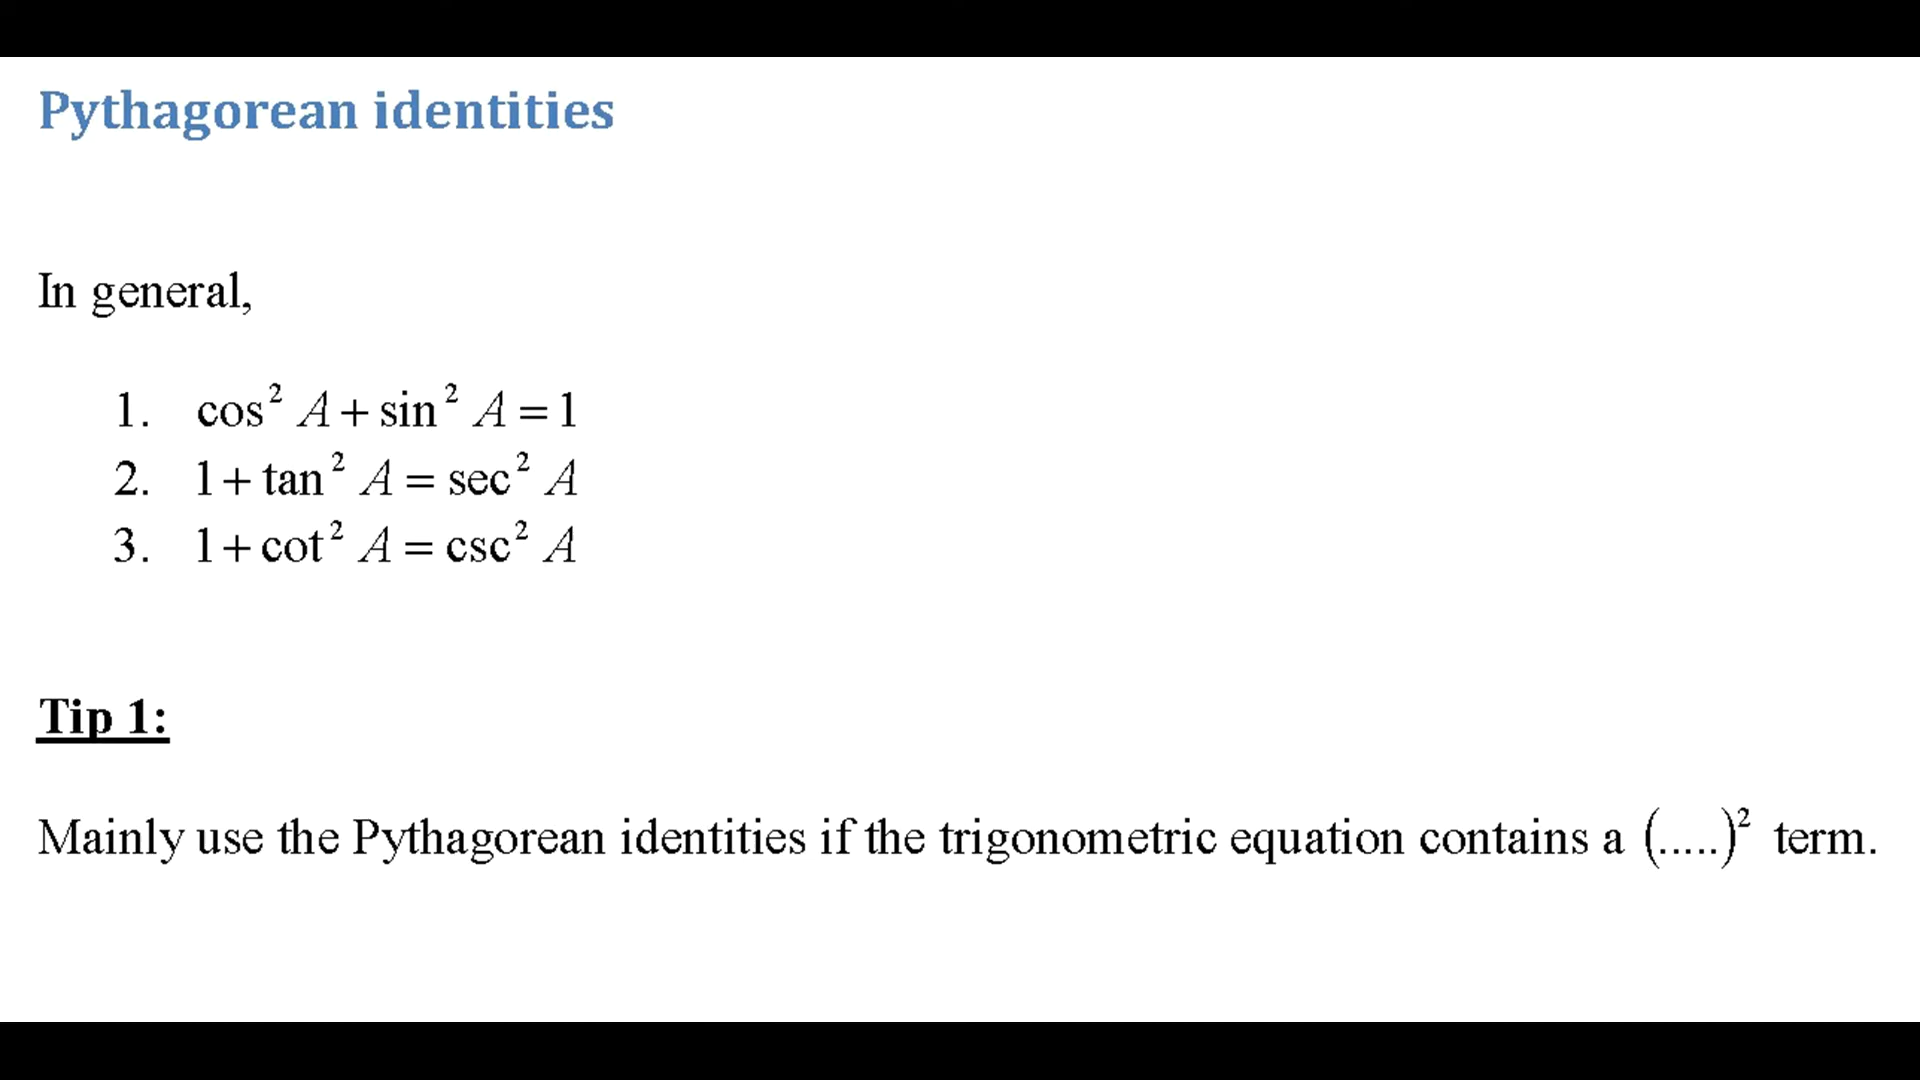 Pythagorean identities
In general,
1. cos² A + sin² A = 1
2. 1 + tan² A = sec² A
3. 1 + cot² A = csc² A
Tip 1:
Mainly use the Pythagorean identities if the trigonometric equation contains a (.....)² term.